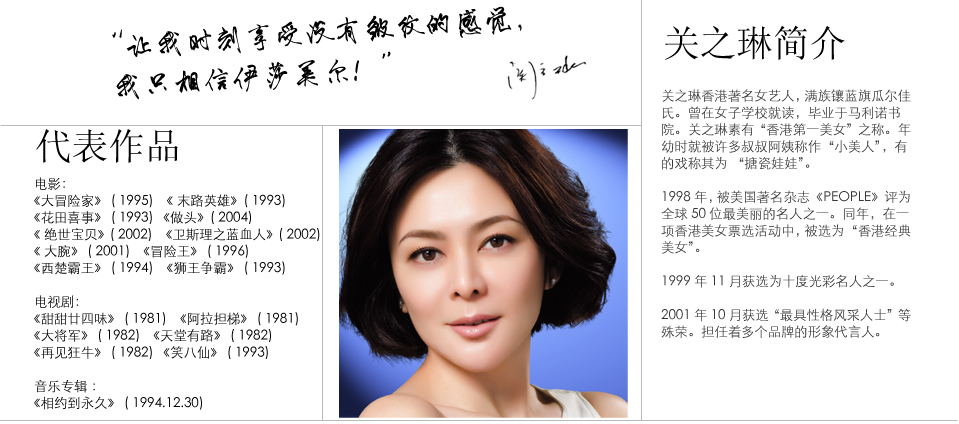 “让我时刻享受没有皱纹的感觉，
我只相信伊莎美尔！”
关之琳
代表作品
电影：
《大冒险家》 ( 1995) 《 末路英雄》( 1993)
《花田喜事》 ( 1993) 《做头》( 2004)
《 绝世宝贝》( 2002) 《卫斯理之蓝血人》( 2002)
《 大腕》 ( 2001) 《冒险王》 ( 1996)
《西楚霸王》 ( 1994) 《狮王争霸》 ( 1993)
电视剧：
《甜甜廿四味》 ( 1981) 《阿拉担梯》 ( 1981)
《大将军》 ( 1982) 《天堂有路》 ( 1982)
《再见狂牛》 ( 1982) 《笑八仙》 ( 1993)
音乐专辑 ：
《相约到永久》 ( 1994.12.30)
关之琳简介
关之琳香港著名女艺人，满族镶蓝旗瓜尔佳
氏。曾在女子学校就读，毕业于马利诺书
院。关之琳素有 “香港第一美女” 之称。年
幼时就被许多叔叔阿姨称作 “小美人”，有
的戏称其为 “搪瓷娃娃”。
1998 年，被美国著名杂志《PEOPLE》评为
全球 50 位最美丽的名人之一。同年，在一
项香港美女票选活动中，被选为 “香港经典
美女”。
1999 年 11 月获选为十度光彩名人之一。
2001 年 10 月获选 “最具性格风采人士” 等
殊荣。担任着多个品牌的形象代言人。